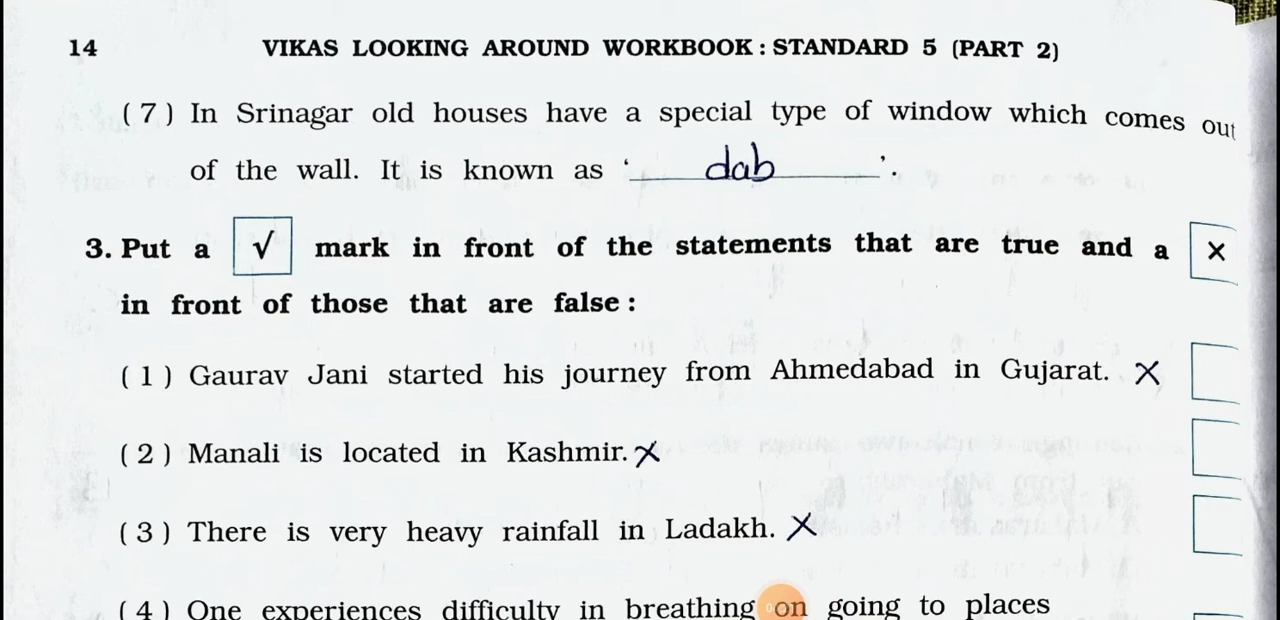 14 VIKAS LOOKING AROUND WORKBOOK : STANDARD 5 (PART 2)
( 7 ) In Srinagar old houses have a special type of window which comes out
of the wall. It is known as ‘ dab ’.
3. Put a √ mark in front of the statements that are true and a ×
in front of those that are false :
( 1 ) Gaurav Jani started his journey from Ahmedabad in Gujarat. ×
( 2 ) Manali is located in Kashmir. ×
( 3 ) There is very heavy rainfall in Ladakh. ×
( 4 ) One experiences difficulty in breathing on going to places